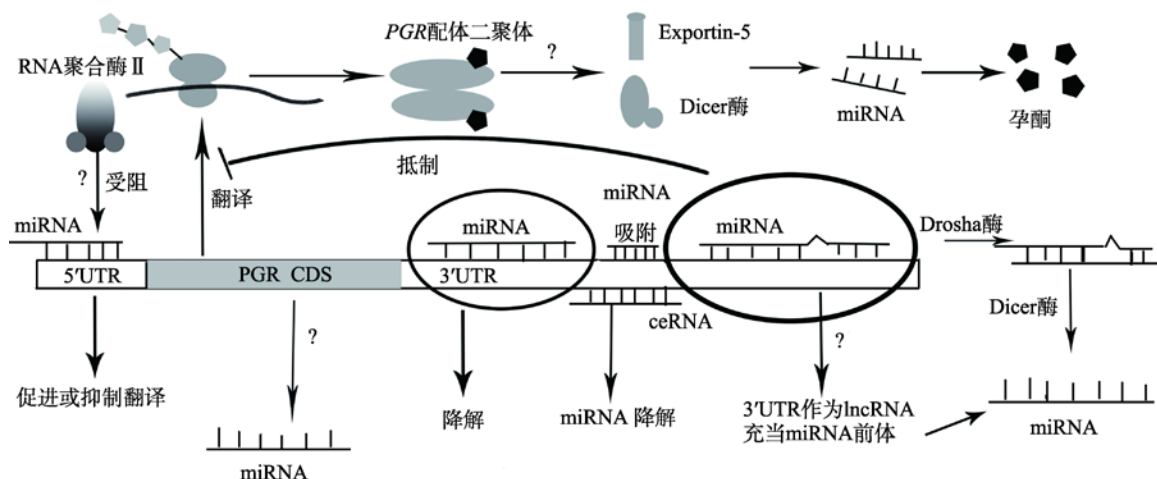 PGR配体二聚体
?
Exportin-5
RNA聚合酶Ⅱ
Dicer酶
miRNA
孕酮
?
受阻
翻译
抵制
miRNA
miRNA
miRNA
吸附
miRNA
Drosha酶
5′UTR
PGR CDS
3′UTR
ceRNA
Dicer酶
?
?
促进或抑制翻译
降解
miRNA 降解
3′UTR作为lncRNA
充当miRNA前体
miRNA
miRNA